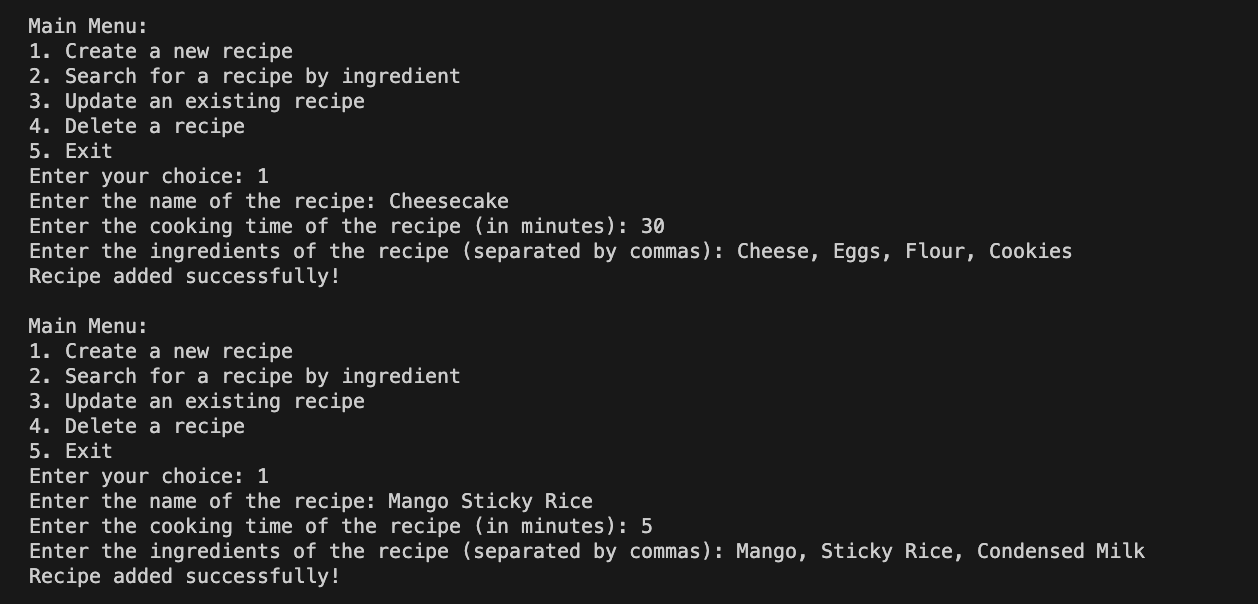 Main Menu:
1. Create a new recipe
2. Search for a recipe by ingredient
3. Update an existing recipe
4. Delete a recipe
5. Exit
Enter your choice: 1
Enter the name of the recipe: Cheesecake
Enter the cooking time of the recipe (in minutes): 30
Enter the ingredients of the recipe (separated by commas): Cheese, Eggs, Flour, Cookies
Recipe added successfully!
Main Menu:
1. Create a new recipe
2. Search for a recipe by ingredient
3. Update an existing recipe
4. Delete a recipe
5. Exit
Enter your choice: 1
Enter the name of the recipe: Mango Sticky Rice
Enter the cooking time of the recipe (in minutes): 5
Enter the ingredients of the recipe (separated by commas): Mango, Sticky Rice, Condensed Milk
Recipe added successfully!